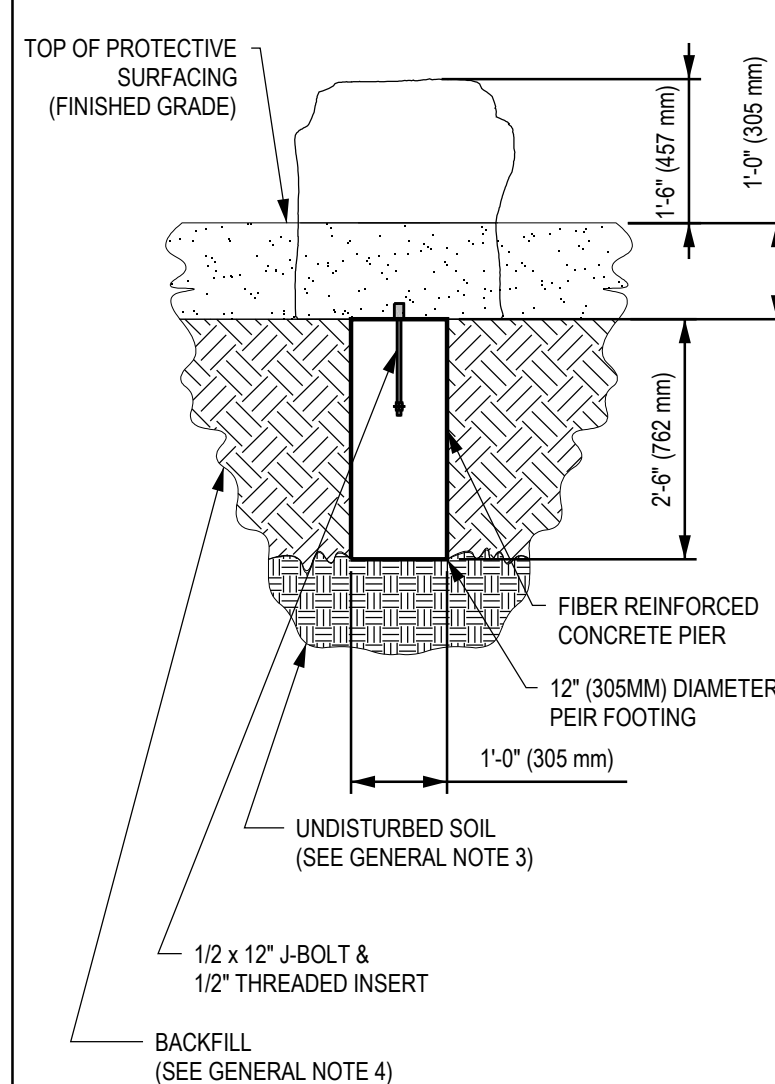 TOP OF PROTECTIVE
SURFACING
(FINISHED GRADE)
1'-6" (457 mm)
1'-0" (305 mm)
2'-6" (762 mm)
FIBER REINFORCED
CONCRETE PIER
12" (305MM) DIAMETER
PEIR FOOTING
1'-0" (305 mm)
UNDISTURBED SOIL
(SEE GENERAL NOTE 3)
1/2 x 12" J-BOLT &
1/2" THREADED INSERT
BACKFILL
(SEE GENERAL NOTE 4)